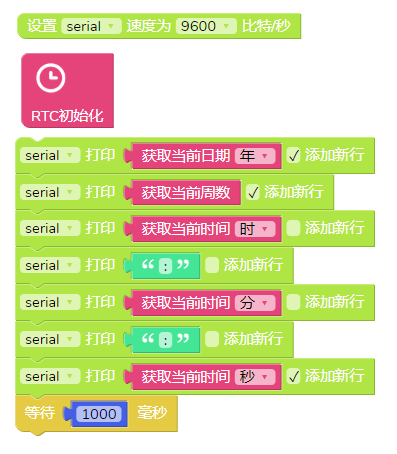 设置 serial 速度为 9600 比特/秒
RTC初始化
serial 打印 获取当前日期 年 添加新行
serial 打印 获取当前周数 添加新行
serial 打印 获取当前时间 时 添加新行
serial 打印 “ : ” 添加新行
serial 打印 获取当前时间 分 添加新行
serial 打印 “ : ” 添加新行
serial 打印 获取当前时间 秒 添加新行
等待 1000 毫秒